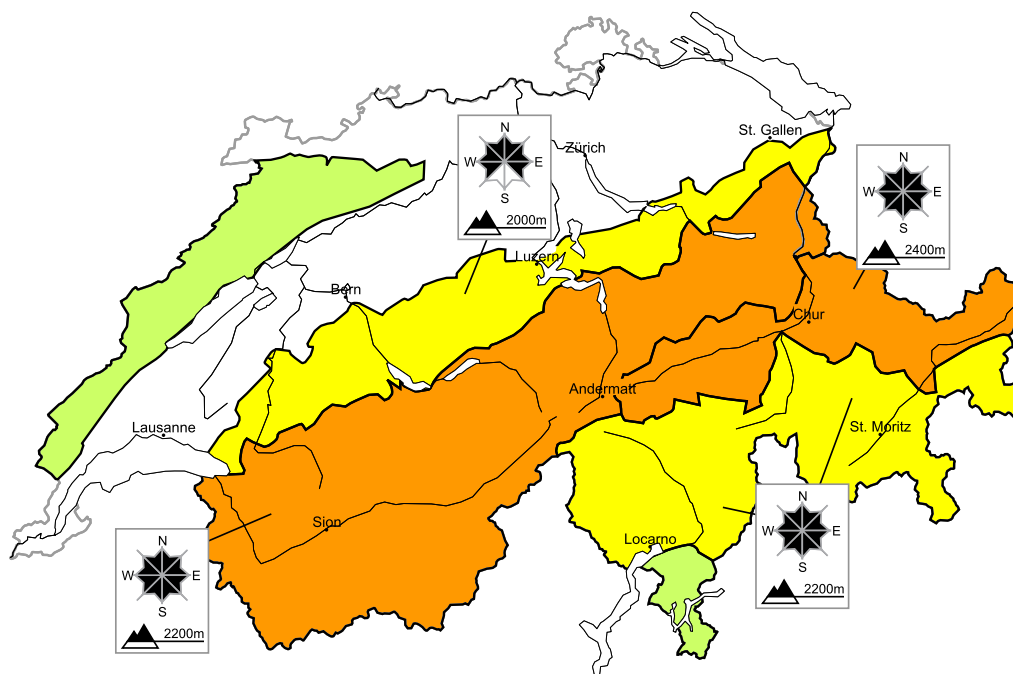 St. Gallen
N
W E
S
2000m
Zürich
N
W E
S
2400m
Luzern
Bern
Chur
Andermatt
Lausanne
St. Moritz
N
W E
S
2200m
Sion
Locarno
N
W E
S
2200m